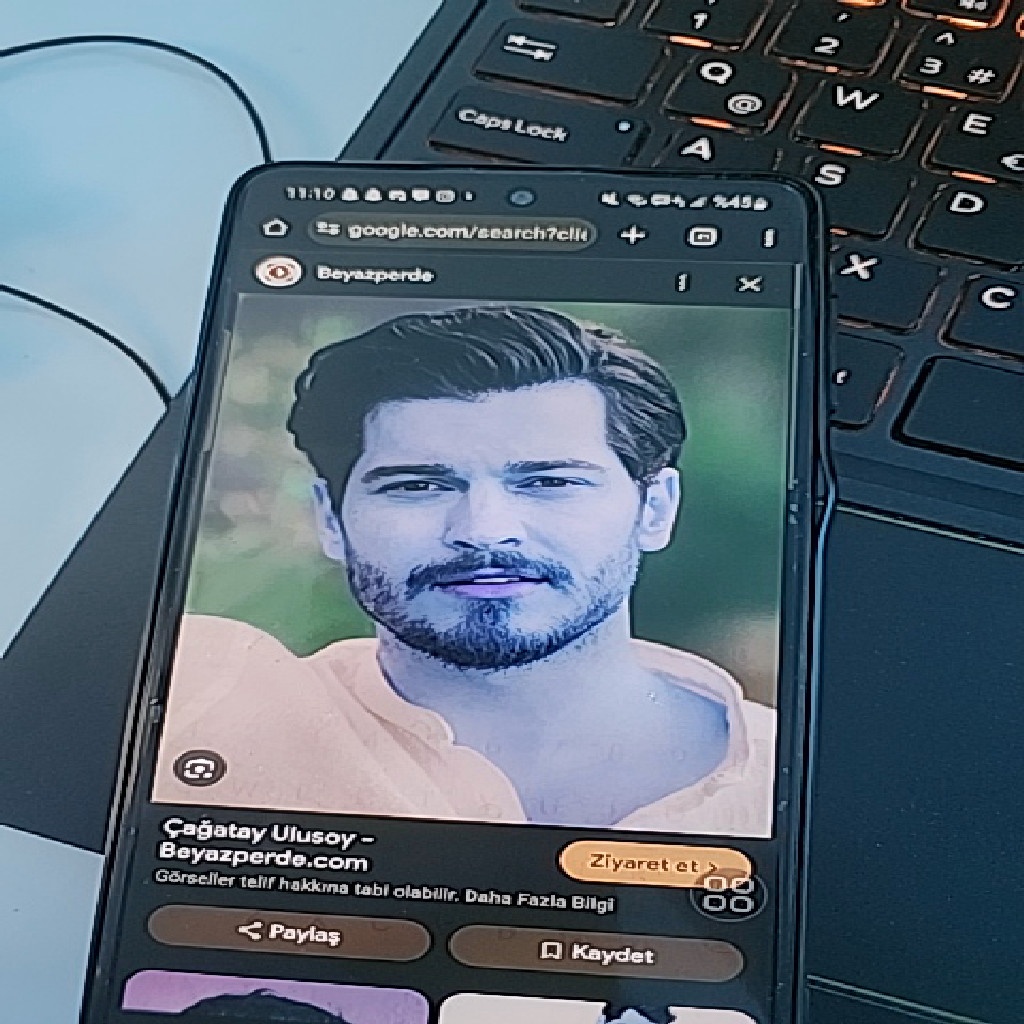 1
2
^
3 #
Q @
W
E
€
Caps Lock
A
S
D
X
C
11:10
%45
google.com/search?clie
Beyazperde
Çağatay Ulusoy –
Beyazperde.com
Ziyaret et >
Görseller telif hakkına tabi olabilir. Daha Fazla Bilgi
Paylaş
Kaydet